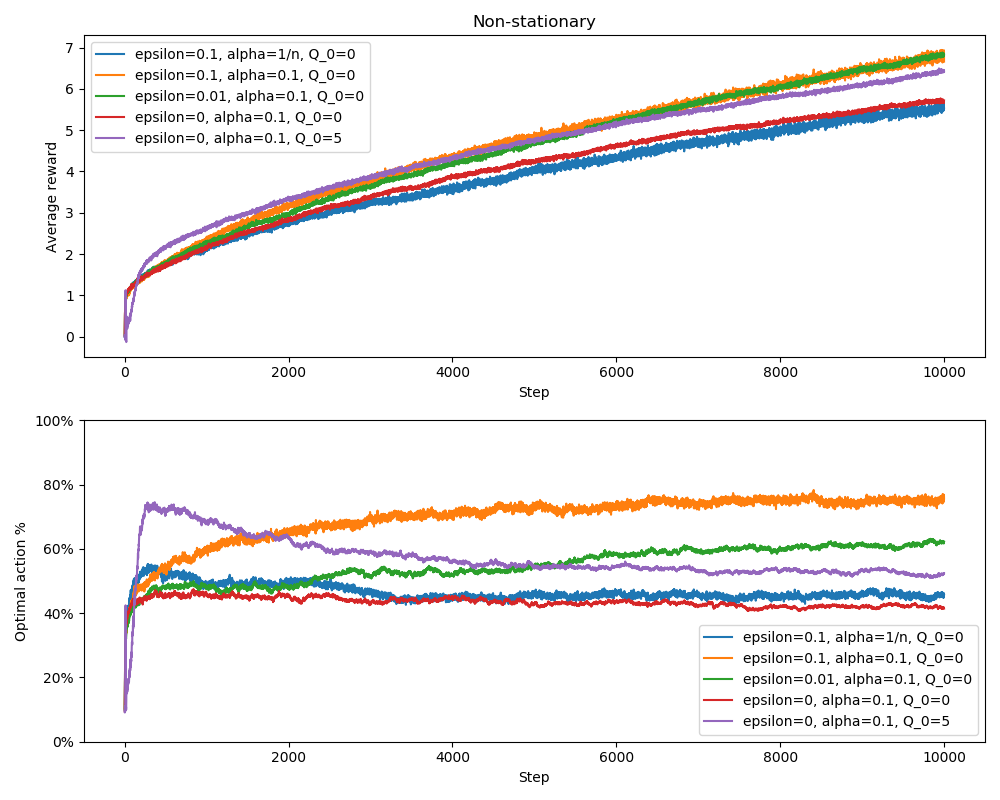 Non-stationary
7
6
5
4
3
2
1
0
Average reward
epsilon=0.1, alpha=1/n, Q_0=0
epsilon=0.1, alpha=0.1, Q_0=0
epsilon=0.01, alpha=0.1, Q_0=0
epsilon=0, alpha=0.1, Q_0=0
epsilon=0, alpha=0.1, Q_0=5
0 2000 4000 6000 8000 10000
Step
100%
80%
60%
40%
20%
0%
Optimal action %
epsilon=0.1, alpha=1/n, Q_0=0
epsilon=0.1, alpha=0.1, Q_0=0
epsilon=0.01, alpha=0.1, Q_0=0
epsilon=0, alpha=0.1, Q_0=0
epsilon=0, alpha=0.1, Q_0=5
0 2000 4000 6000 8000 10000
Step